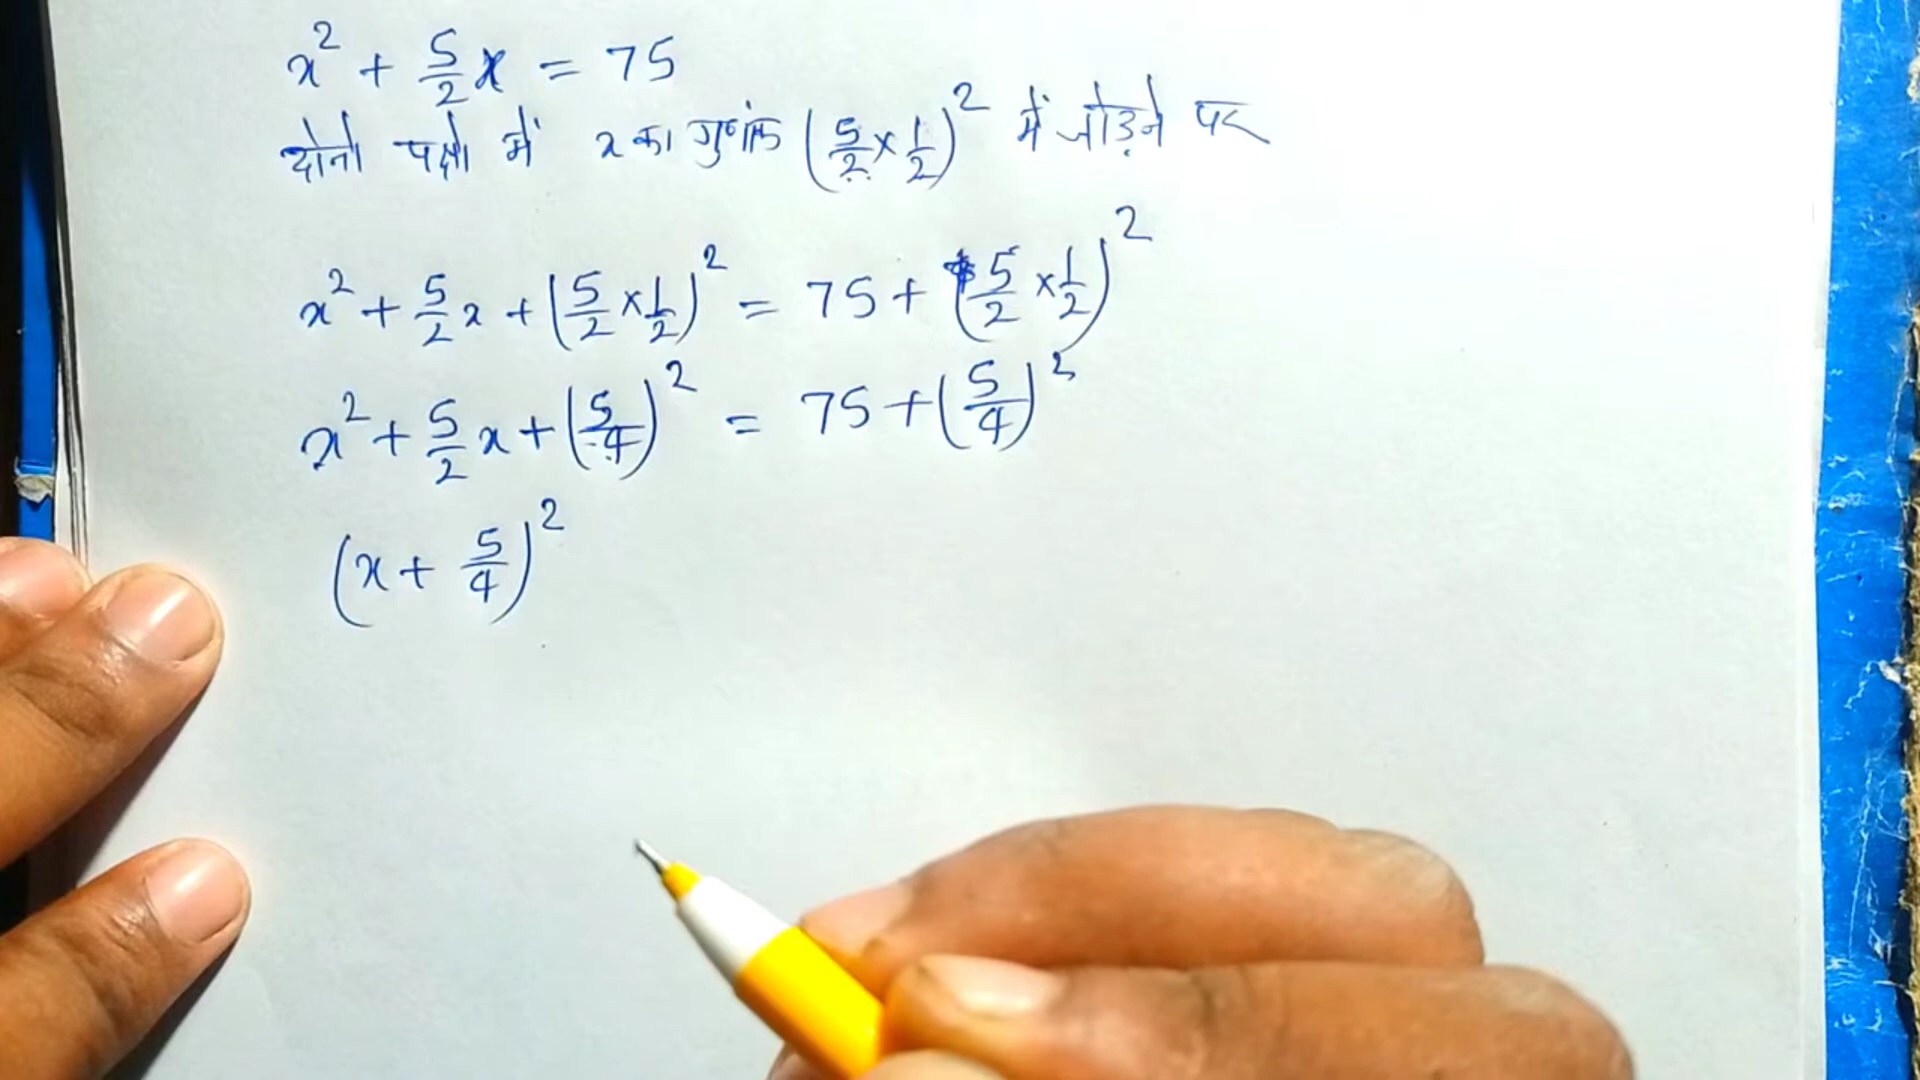 x² + 5/2 x = 75
दोनो पक्षो में x का गुणांक (5/2 × 1/2)² में जोड़ने पर
x² + 5/2 x + (5/2 × 1/2)² = 75 + (5/2 × 1/2)²
x² + 5/2 x + (5/4)² = 75 + (5/4)²
(x + 5/4)²